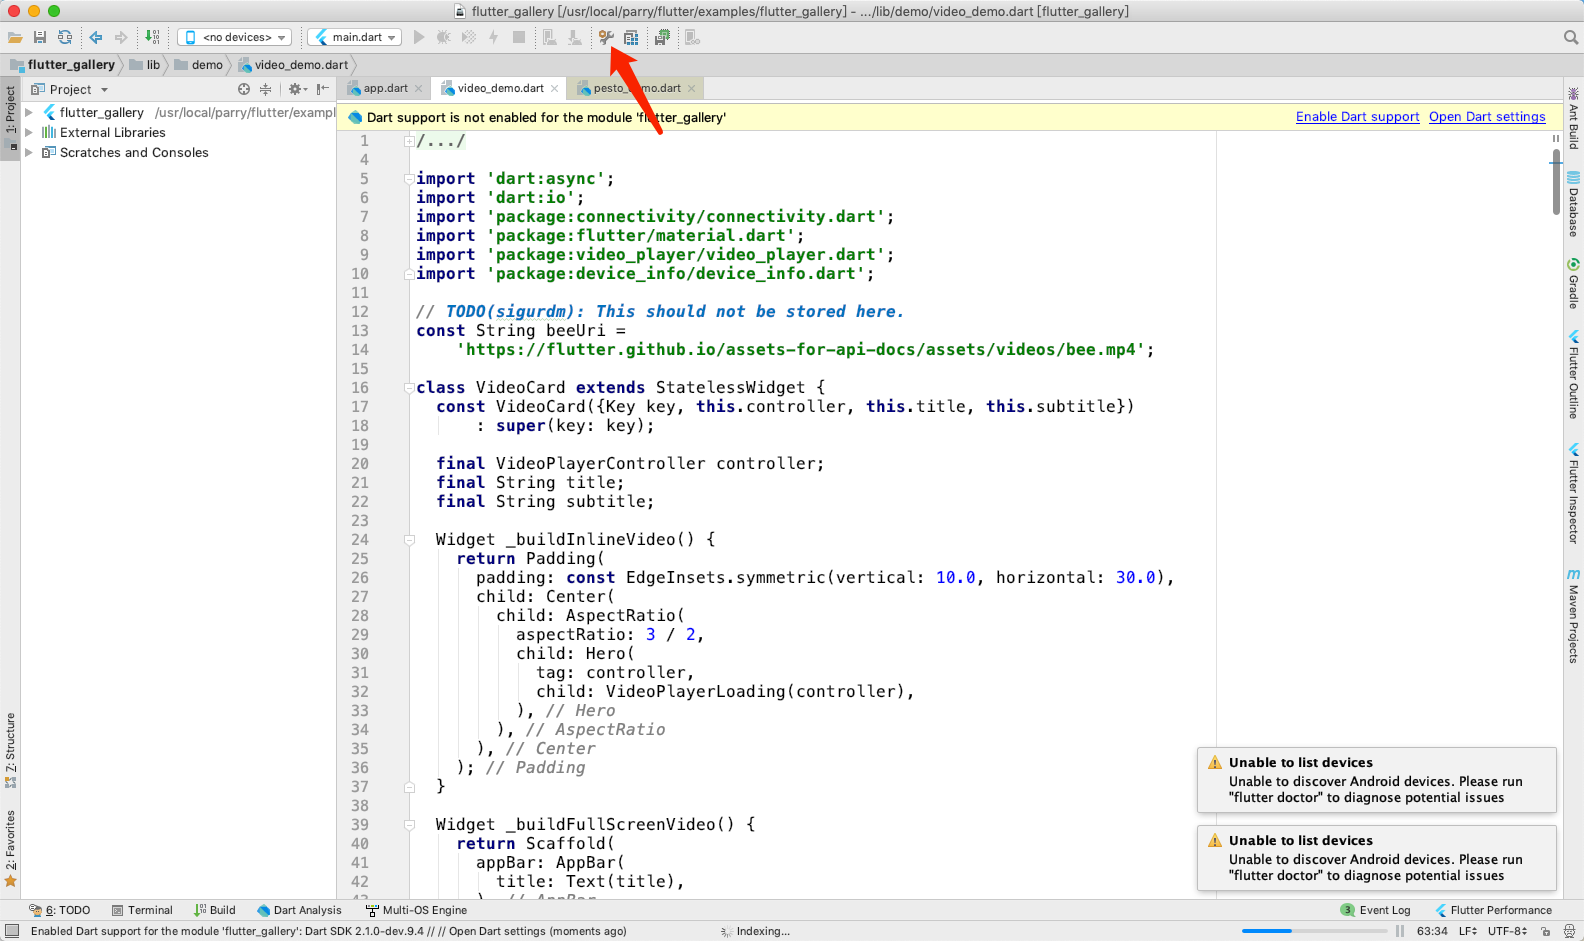 flutter_gallery [/usr/local/parry/flutter/examples/flutter_gallery] - .../lib/demo/video_demo.dart [flutter_gallery]
<no devices>
main.dart
flutter_gallery
lib
demo
video_demo.dart
Project
app.dart
video_demo.dart
pesto_demo.dart
flutter_gallery /usr/local/parry/flutter/exampl
External Libraries
Scratches and Consoles
Dart support is not enabled for the module 'flutter_gallery'
Enable Dart support
Open Dart settings
1 /.../
4
5 import 'dart:async';
6 import 'dart:io';
7 import 'package:connectivity/connectivity.dart';
8 import 'package:flutter/material.dart';
9 import 'package:video_player/video_player.dart';
10 import 'package:device_info/device_info.dart';
11
12 // TODO(sigurdm): This should not be stored here.
13 const String beeUri =
14 'https://flutter.github.io/assets-for-api-docs/assets/videos/bee.mp4';
15
16 class VideoCard extends StatelessWidget {
17 const VideoCard({Key key, this.controller, this.title, this.subtitle})
18 : super(key: key);
19
20 final VideoPlayerController controller;
21 final String title;
22 final String subtitle;
23
24 Widget _buildInlineVideo() {
25 return Padding(
26 padding: const EdgeInsets.symmetric(vertical: 10.0, horizontal: 30.0),
27 child: Center(
28 child: AspectRatio(
29 aspectRatio: 3 / 2,
30 child: Hero(
31 tag: controller,
32 child: VideoPlayerLoading(controller),
33 ), // Hero
34 ), // AspectRatio
35 ), // Center
36 ); // Padding
37 }
38
39 Widget _buildFullScreenVideo() {
40 return Scaffold(
41 appBar: AppBar(
42 title: Text(title),
43 ), // AppBar
1: Project
Z: Structure
2: Favorites
Ant Build
Database
Gradle
Flutter Outline
Flutter Inspector
m Maven Projects
Unable to list devices
Unable to discover Android devices. Please run
"flutter doctor" to diagnose potential issues
Unable to list devices
Unable to discover Android devices. Please run
"flutter doctor" to diagnose potential issues
6: TODO
Terminal
Build
Dart Analysis
Multi-OS Engine
3 Event Log
Flutter Performance
Enabled Dart support for the module 'flutter_gallery': Dart SDK 2.1.0-dev.9.4 // // Open Dart settings (moments ago)
Indexing...
63:34
LF
UTF-8